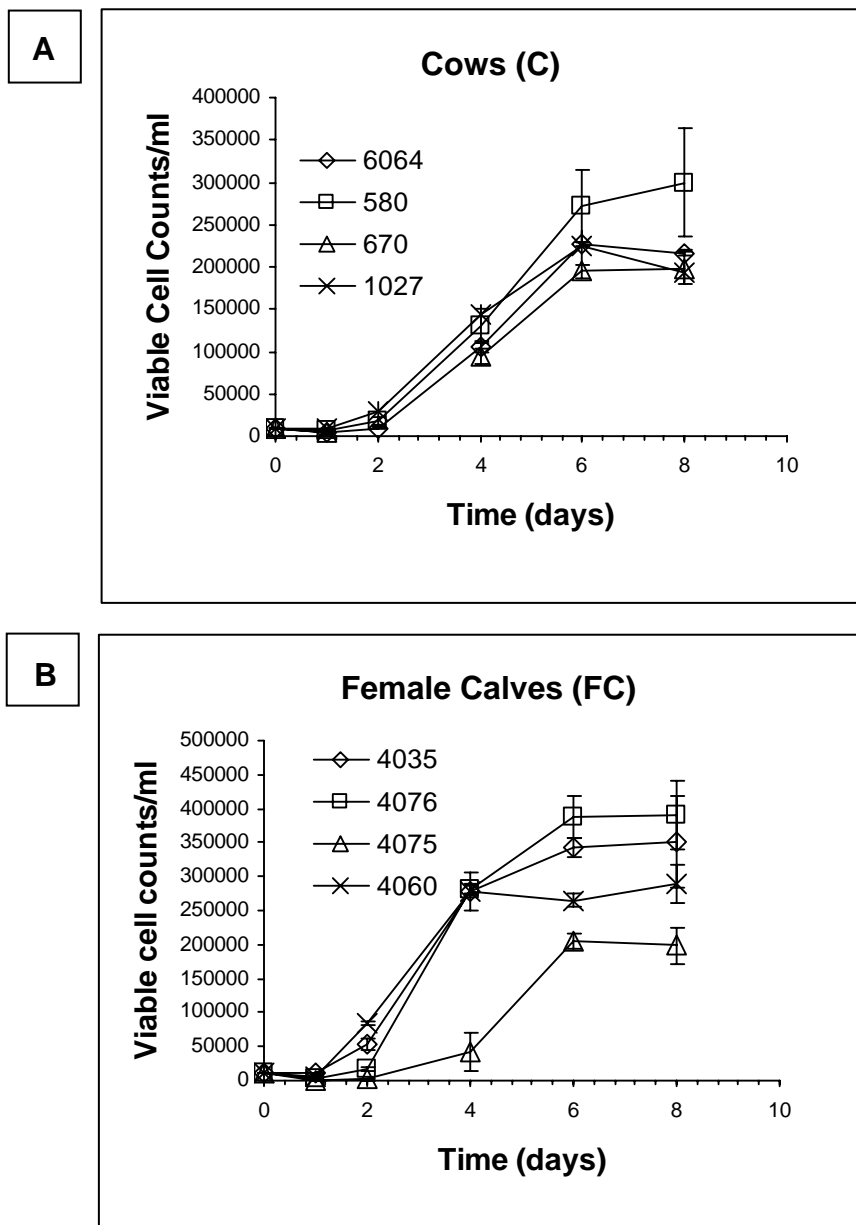 A
Cows (C)
Viable Cell Counts/ml
400000
350000
300000
250000
200000
150000
100000
50000
0
6064
580
670
1027
0 2 4 6 8 10
Time (days)
B
Female Calves (FC)
Viable cell counts/ml
500000
450000
400000
350000
300000
250000
200000
150000
100000
50000
0
4035
4076
4075
4060
0 2 4 6 8 10
Time (days)